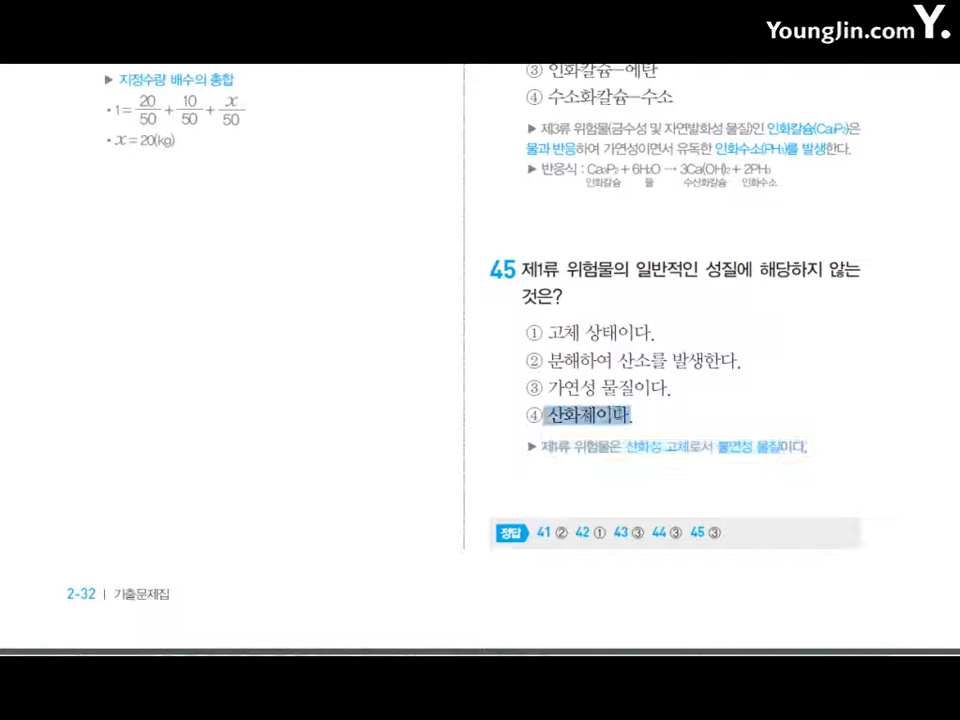 YoungJin.com Y.
▶ 지정수량 배수의 총합
• 1 = 20/50 + 10/50 + x/50
• x = 20(kg)
③ 인화칼슘–에탄
④ 수소화칼슘–수소
▶ 제3류 위험물(금수성 및 자연발화성 물질)인 인화칼슘(Ca₃P₂)은
물과 반응하여 가연성이면서 유독한 인화수소(PH₃)를 발생한다.
▶ 반응식 : Ca₃P₂ + 6H₂O → 3Ca(OH)₂ + 2PH₃
인화칼슘 물 수산화칼슘 인화수소
45 제1류 위험물의 일반적인 성질에 해당하지 않는
것은?
① 고체 상태이다.
② 분해하여 산소를 발생한다.
③ 가연성 물질이다.
④ 산화제이다.
▶ 제1류 위험물은 산화성 고체로서 불연성 물질이다.
정답 41 ② 42 ① 43 ③ 44 ③ 45 ③
2-32 | 기출문제집